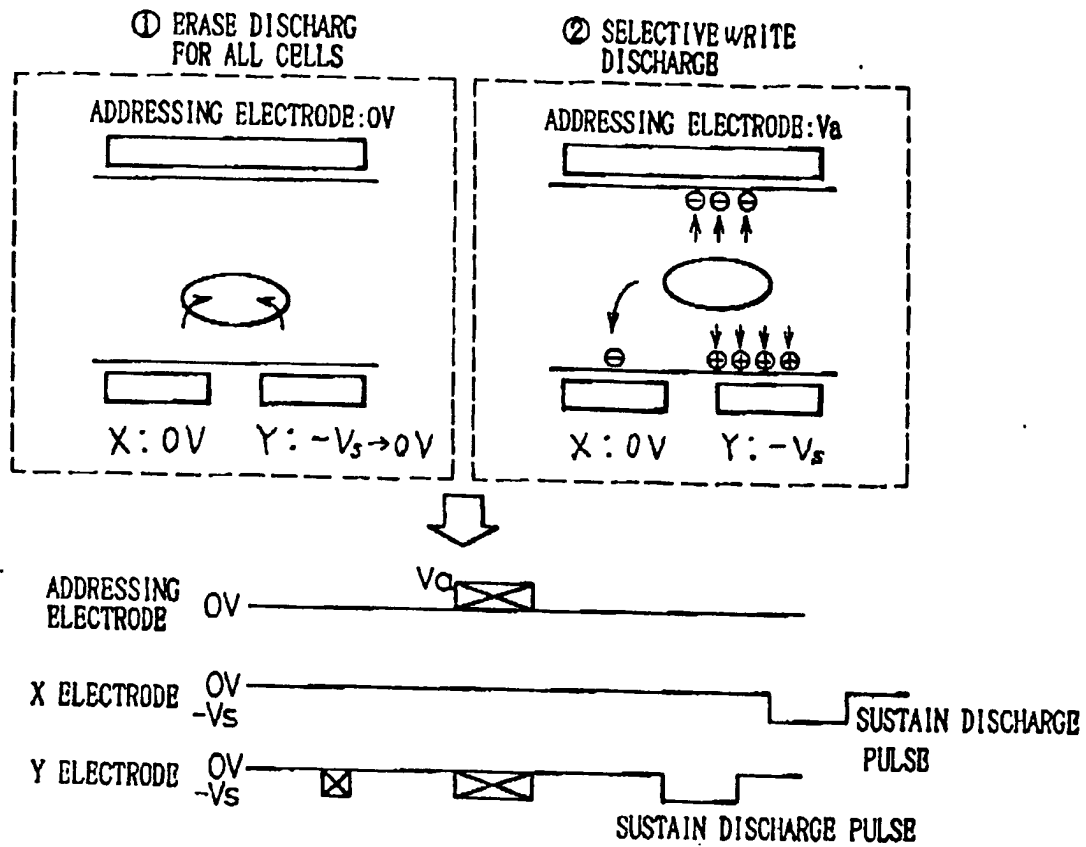 ① ERASE DISCHARG
FOR ALL CELLS
② SELECTIVE WRITE
DISCHARGE
ADDRESSING ELECTRODE:0V
X: 0V Y: -Vs→0V
ADDRESSING ELECTRODE:Va
⊖ ⊖ ⊖
⊖ ⊕ ⊕ ⊕ ⊕
X: 0V Y: -Vs
Va
ADDRESSING
ELECTRODE 0V
X ELECTRODE 0V
-Vs
SUSTAIN DISCHARGE
PULSE
Y ELECTRODE 0V
-Vs
SUSTAIN DISCHARGE PULSE